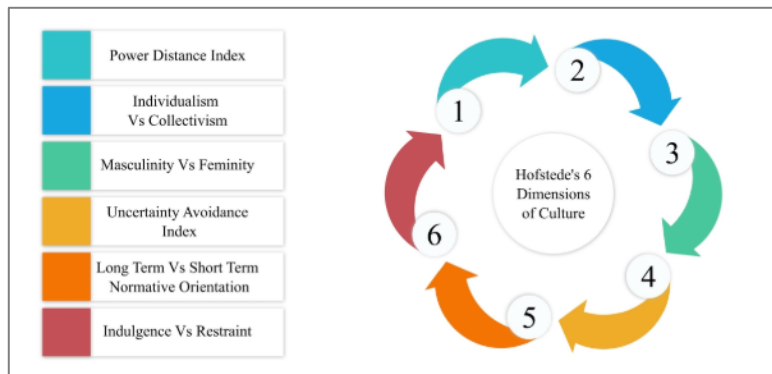 Power Distance Index
Individualism
Vs Collectivism
Masculinity Vs Feminity
Uncertainty Avoidance
Index
Long Term Vs Short Term
Normative Orientation
Indulgence Vs Restraint
1
2
3
4
5
6
Hofstede's 6
Dimensions
of Culture